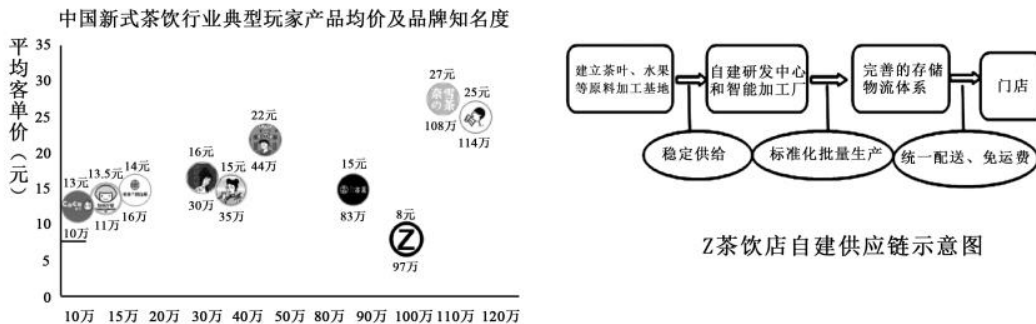 中国新式茶饮行业典型玩家产品均价及品牌知名度
平均客单价（元）
35
30
25
20
15
10
5
0
13元
10万
13.5元
11万
14元
16万
16元
30万
15元
35万
22元
44万
15元
83万
8元
Z
97万
27元
奈雪の茶
108万
25元
114万
10万 15万 20万 30万 40万 50万 80万 90万 100万 110万 120万
建立茶叶、水果
等原料加工基地
自建研发中心
和智能加工厂
完善的存储
物流体系
门店
稳定供给
标准化批量生产
统一配送、免运费
Z茶饮店自建供应链示意图